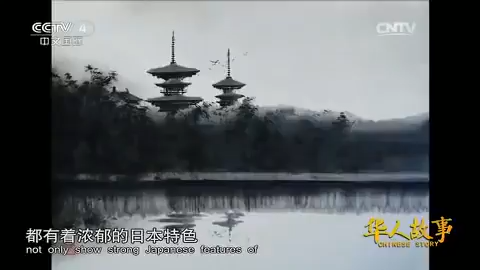 CCTV 4
中文国际
CNTV
都有着浓郁的日本特色
not only show strong Japanese features of
华人故事
CHINESE STORY